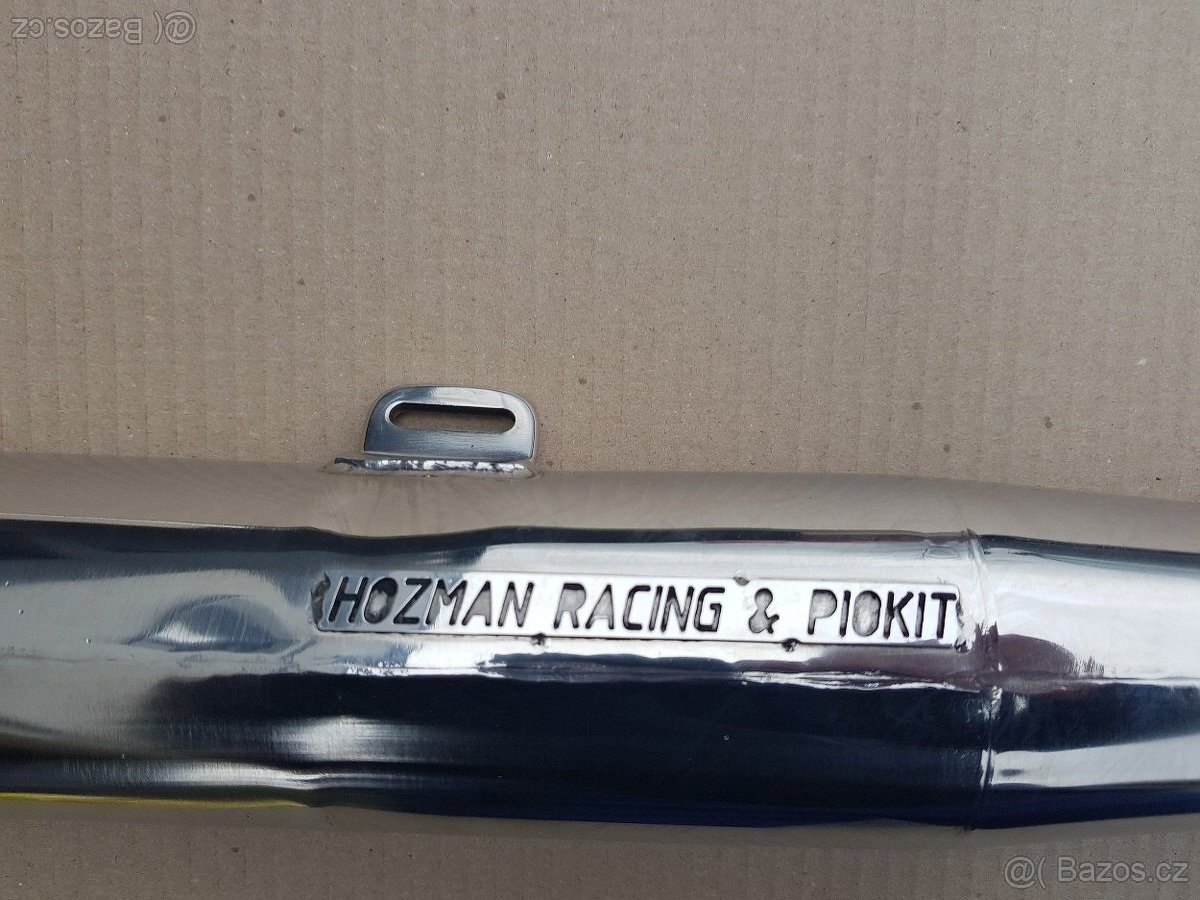 @( Bazos.cz
HOZMAN RACING & PIOKIT
@( Bazos.cz